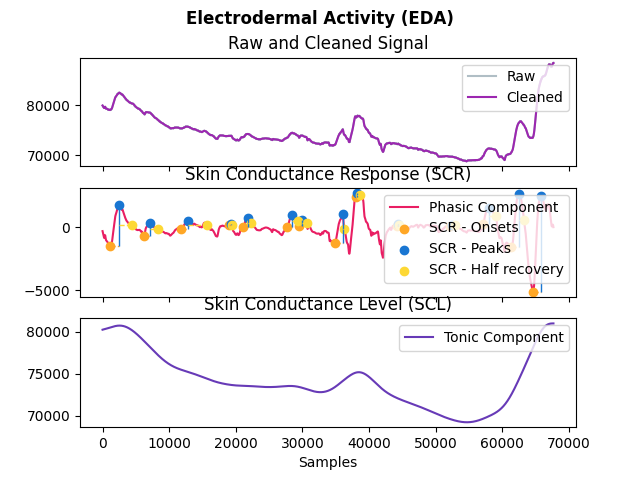 Electrodermal Activity (EDA)
Raw and Cleaned Signal
80000
70000
Raw
Cleaned
Skin Conductance Response (SCR)
0
−5000
Phasic Component
SCR - Onsets
SCR - Peaks
SCR - Half recovery
Skin Conductance Level (SCL)
80000
75000
70000
Tonic Component
0 10000 20000 30000 40000 50000 60000 70000
Samples